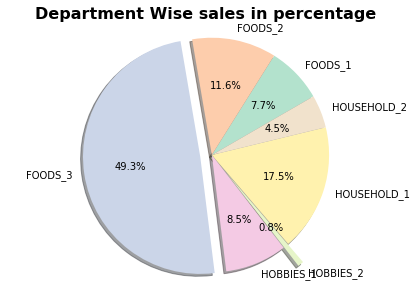 Department Wise sales in percentage
FOODS_2
FOODS_1
HOUSEHOLD_2
HOUSEHOLD_1
HOBBIES_2
HOBBIES_1
FOODS_3
11.6%
7.7%
4.5%
17.5%
0.8%
8.5%
49.3%